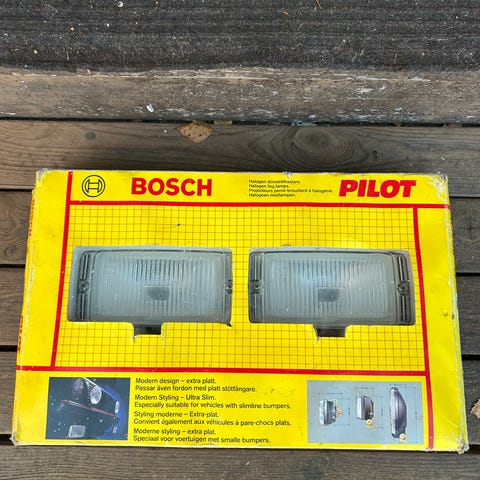 BOSCH
Halogen dimstrålkastare.
Halogen fog lamps.
Projecteurs perce-brouillard à halogène.
Halogeen mistlampen.
PILOT
Modern design – extra platt.
Passar även fordon med platt stötfångare.
Modern Styling – Ultra Slim.
Especially suitable for vehicles with slimline bumpers.
Styling moderne – Extra-plat.
Convient également aux véhicules à pare-chocs plats.
Moderne styling – extra plat.
Speciaal voor voertuigen met smalle bumpers.